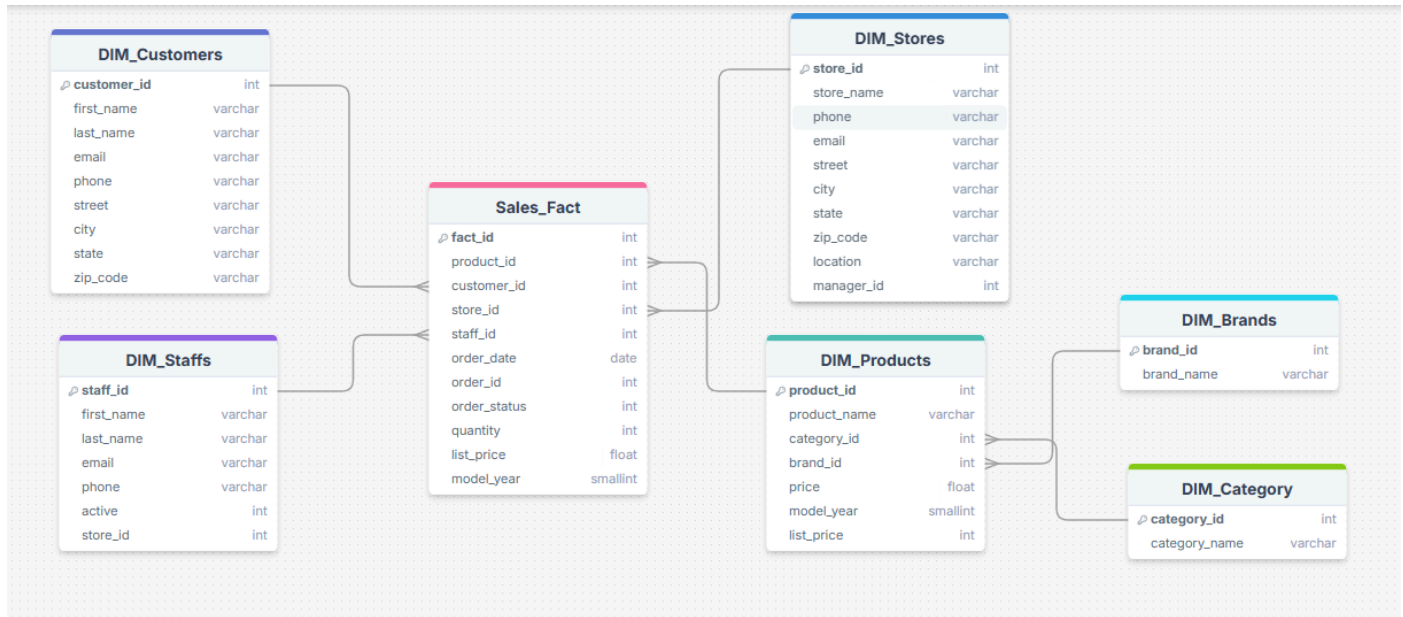 DIM_Customers
customer_id int
first_name varchar
last_name varchar
email varchar
phone varchar
street varchar
city varchar
state varchar
zip_code varchar
DIM_Staffs
staff_id int
first_name varchar
last_name varchar
email varchar
phone varchar
active int
store_id int
Sales_Fact
fact_id int
product_id int
customer_id int
store_id int
staff_id int
order_date date
order_id int
order_status int
quantity int
list_price float
model_year smallint
DIM_Stores
store_id int
store_name varchar
phone varchar
email varchar
street varchar
city varchar
state varchar
zip_code varchar
location varchar
manager_id int
DIM_Products
product_id int
product_name varchar
category_id int
brand_id int
price float
model_year smallint
list_price int
DIM_Brands
brand_id int
brand_name varchar
DIM_Category
category_id int
category_name varchar